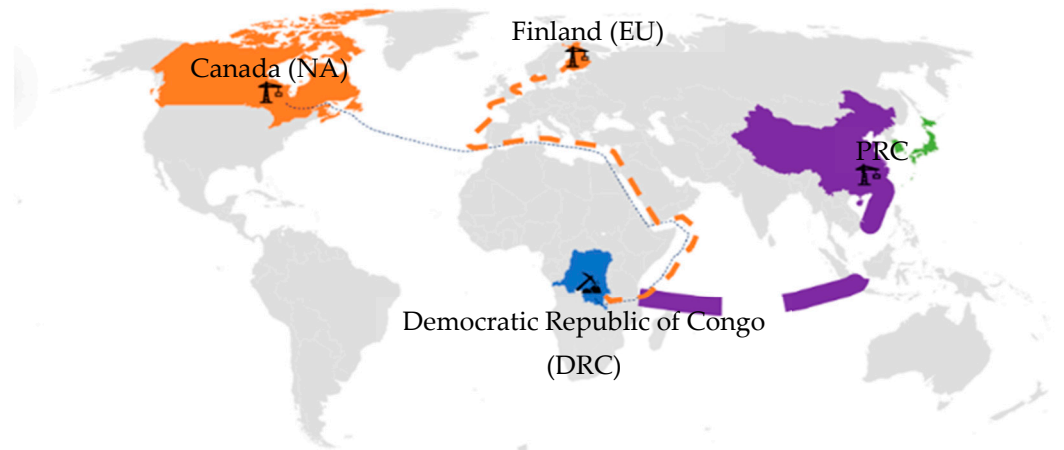 Finland (EU)
Canada (NA)
PRC
Democratic Republic of Congo
(DRC)